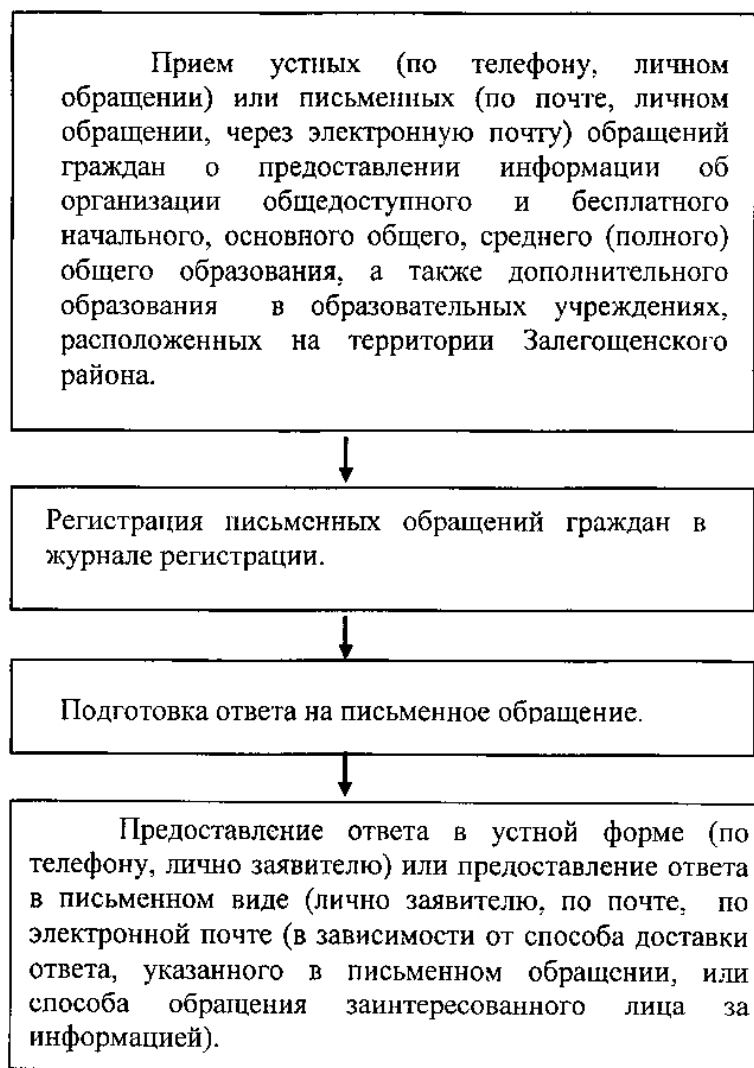 Прием устных (по телефону, личном
обращении) или письменных (по почте, личном
обращении, через электронную почту) обращений
граждан о предоставлении информации об
организации общедоступного и бесплатного
начального, основного общего, среднего (полного)
общего образования, а также дополнительного
образования в образовательных учреждениях,
расположенных на территории Залегощенского
района.
Регистрация письменных обращений граждан в
журнале регистрации.
Подготовка ответа на письменное обращение.
Предоставление ответа в устной форме (по
телефону, лично заявителю) или предоставление ответа
в письменном виде (лично заявителю, по почте, по
электронной почте (в зависимости от способа доставки
ответа, указанного в письменном обращении, или
способа обращения заинтересованного лица за
информацией).